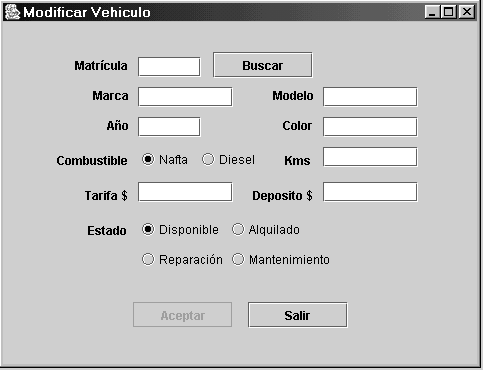 Modificar Vehiculo
Matrícula Buscar
Marca Modelo
Año Color
Combustible Nafta Diesel Kms
Tarifa $ Deposito $
Estado Disponible Alquilado
Reparación Mantenimiento
Aceptar Salir